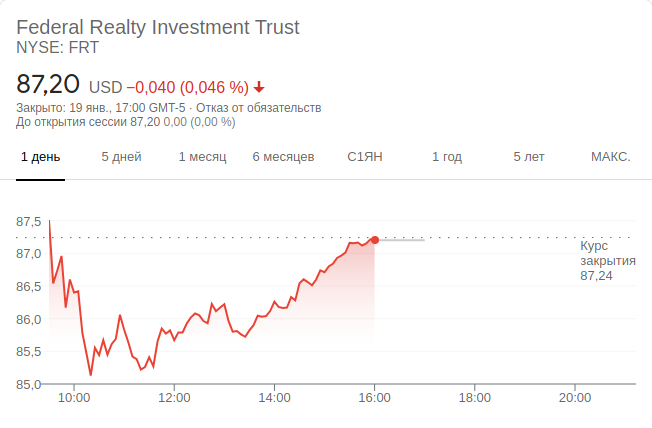 Federal Realty Investment Trust
NYSE: FRT
87,20 USD −0,040 (0,046 %)
Закрыто: 19 янв., 17:00 GMT-5 · Отказ от обязательств
До открытия сессии 87,20 0,00 (0,00 %)
1 день 5 дней 1 месяц 6 месяцев С1ЯН 1 год 5 лет МАКС.
87,5
87,0
86,5
86,0
85,5
85,0
Курс
закрытия
87,24
10:00 12:00 14:00 16:00 18:00 20:00